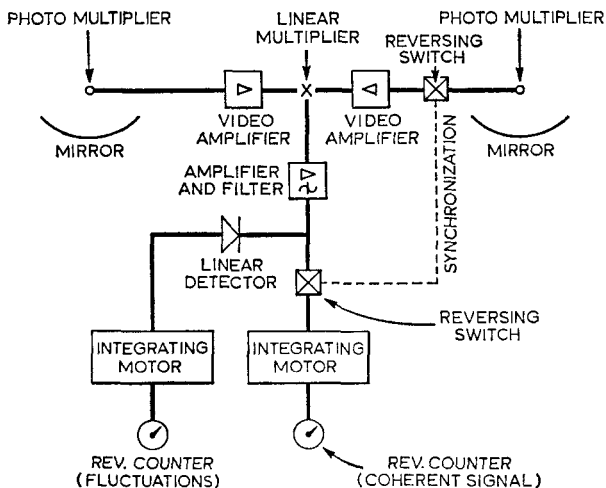 PHOTO MULTIPLIER
LINEAR
MULTIPLIER
PHOTO MULTIPLIER
REVERSING
SWITCH
X
VIDEO
AMPLIFIER
VIDEO
AMPLIFIER
MIRROR
MIRROR
SYNCHRONIZATION
AMPLIFIER
AND FILTER
LINEAR
DETECTOR
REVERSING
SWITCH
INTEGRATING
MOTOR
INTEGRATING
MOTOR
REV. COUNTER
(FLUCTUATIONS)
REV. COUNTER
(COHERENT SIGNAL)